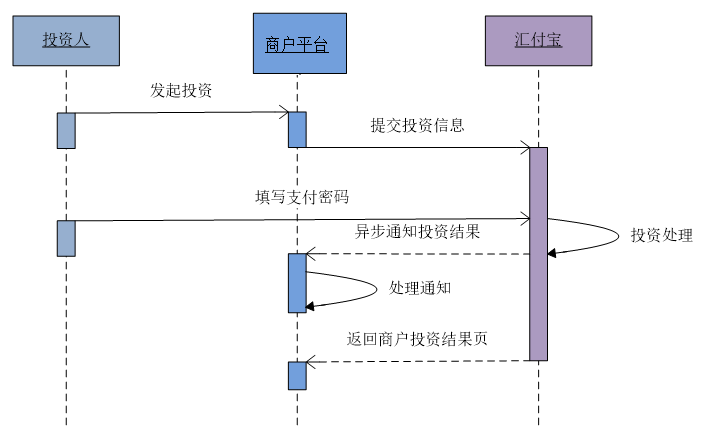 投资人
商户平台
汇付宝
发起投资
提交投资信息
填写支付密码
异步通知投资结果
投资处理
处理通知
返回商户投资结果页